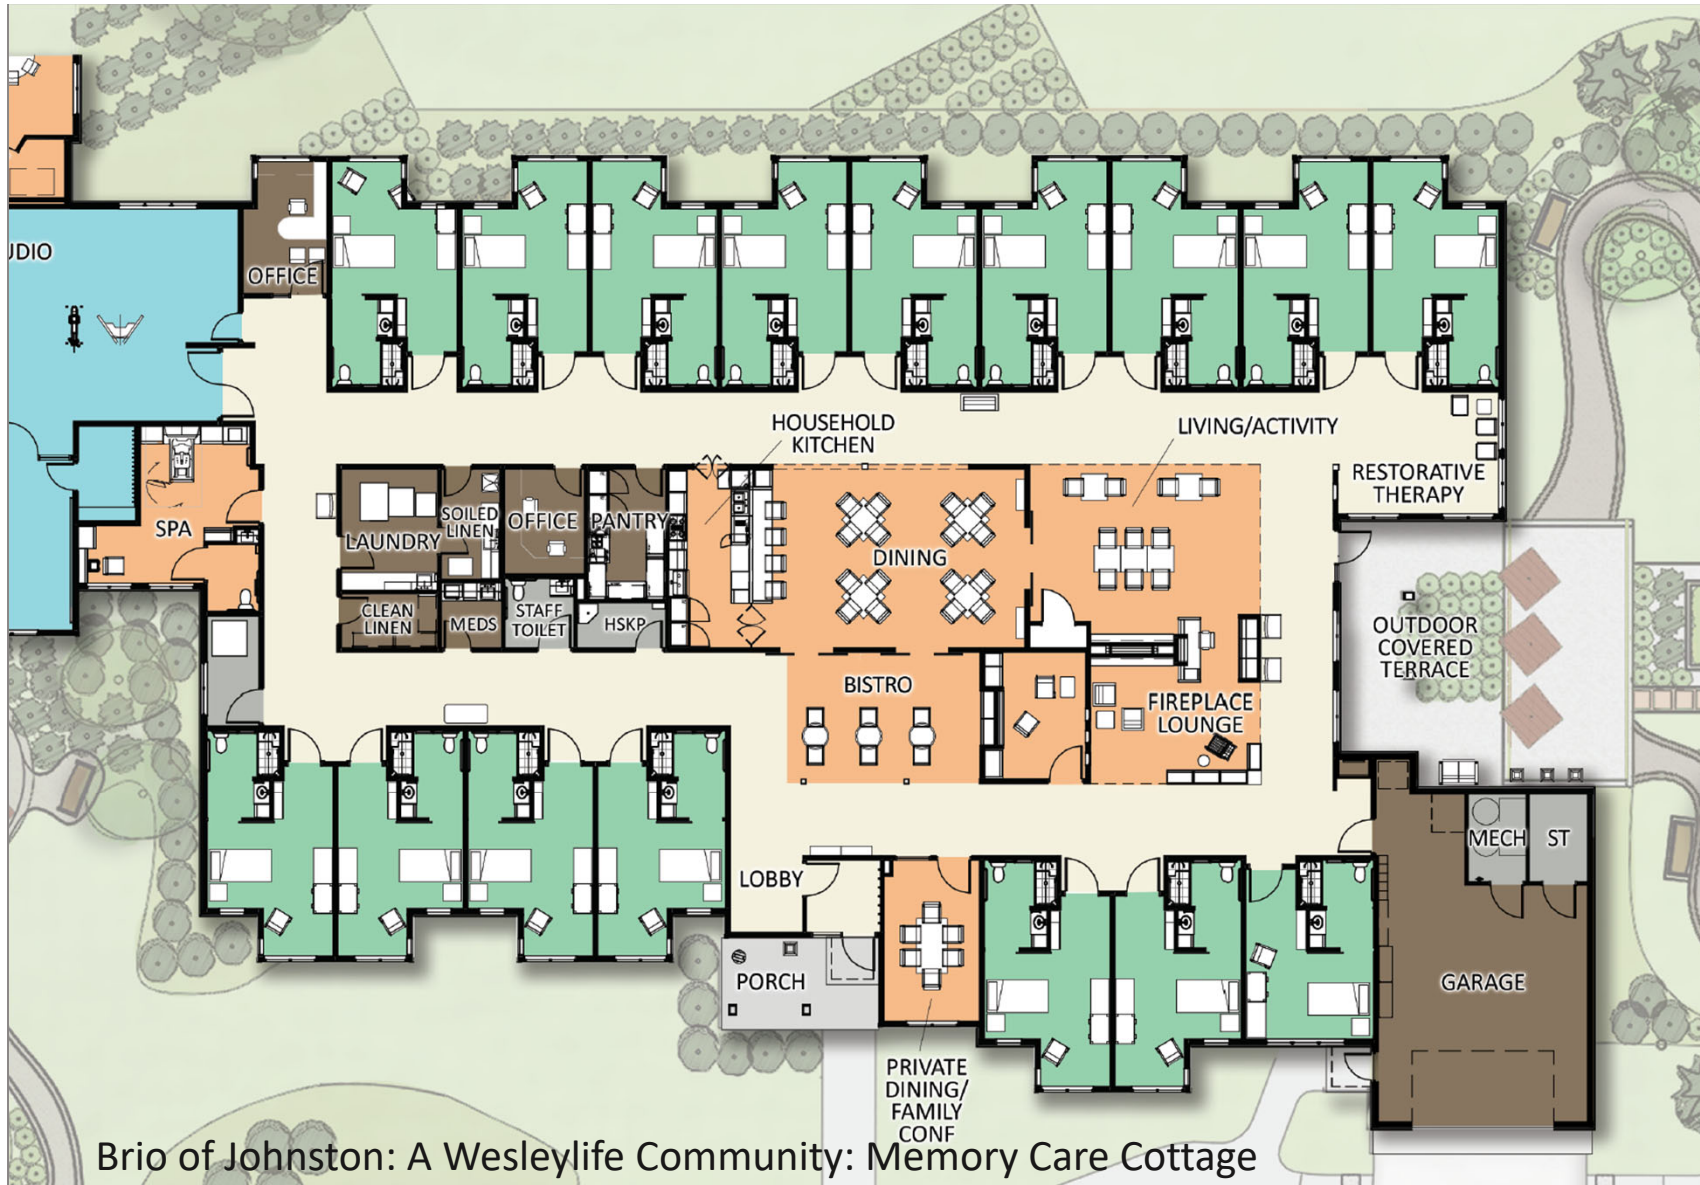 UDIO
OFFICE
HOUSEHOLD
KITCHEN
LIVING/ACTIVITY
RESTORATIVE
THERAPY
SPA
LAUNDRY
SOILED
LINEN
OFFICE
PANTRY
DINING
CLEAN
LINEN
MEDS
STAFF
TOILET
HSKP
OUTDOOR
COVERED
TERRACE
BISTRO
FIREPLACE
LOUNGE
MECH
ST
LOBBY
PORCH
GARAGE
PRIVATE
DINING/
FAMILY
CONF
Brio of Johnston: A Wesleylife Community: Memory Care Cottage